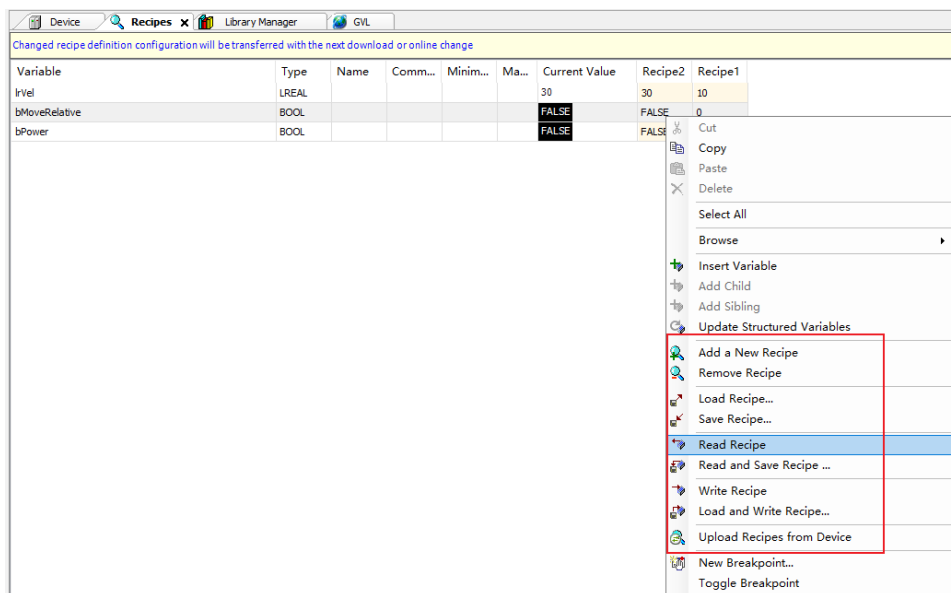 Device Recipes Library Manager GVL
Changed recipe definition configuration will be transferred with the next download or online change
Variable Type Name Comm... Minim... Ma... Current Value Recipe2 Recipe1
lrVel LREAL 30 30 10
bMoveRelative BOOL FALSE FALSE 0
bPower BOOL FALSE
Cut
Copy
Paste
Delete
Select All
Browse
Insert Variable
Add Child
Add Sibling
Update Structured Variables
Add a New Recipe
Remove Recipe
Load Recipe...
Save Recipe...
Read Recipe
Read and Save Recipe ...
Write Recipe
Load and Write Recipe...
Upload Recipes from Device
New Breakpoint...
Toggle Breakpoint